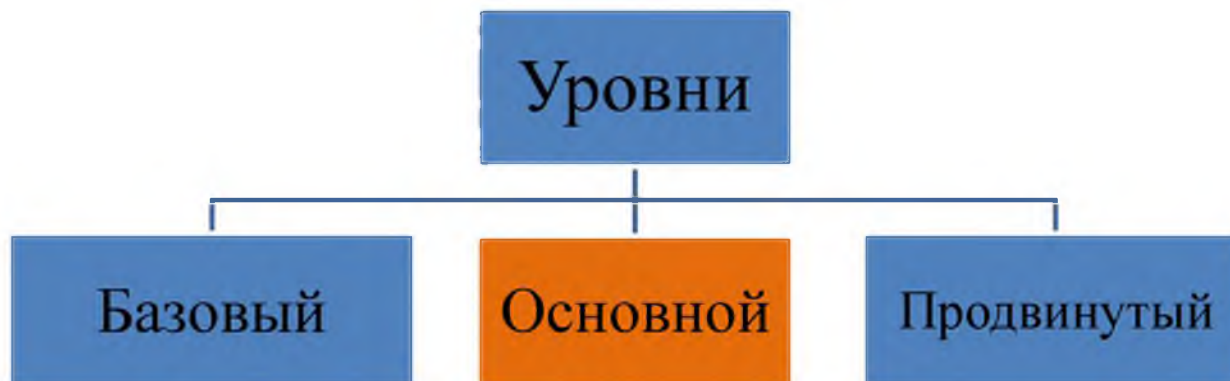 Уровни
Базовый
Основной
Продвинутый